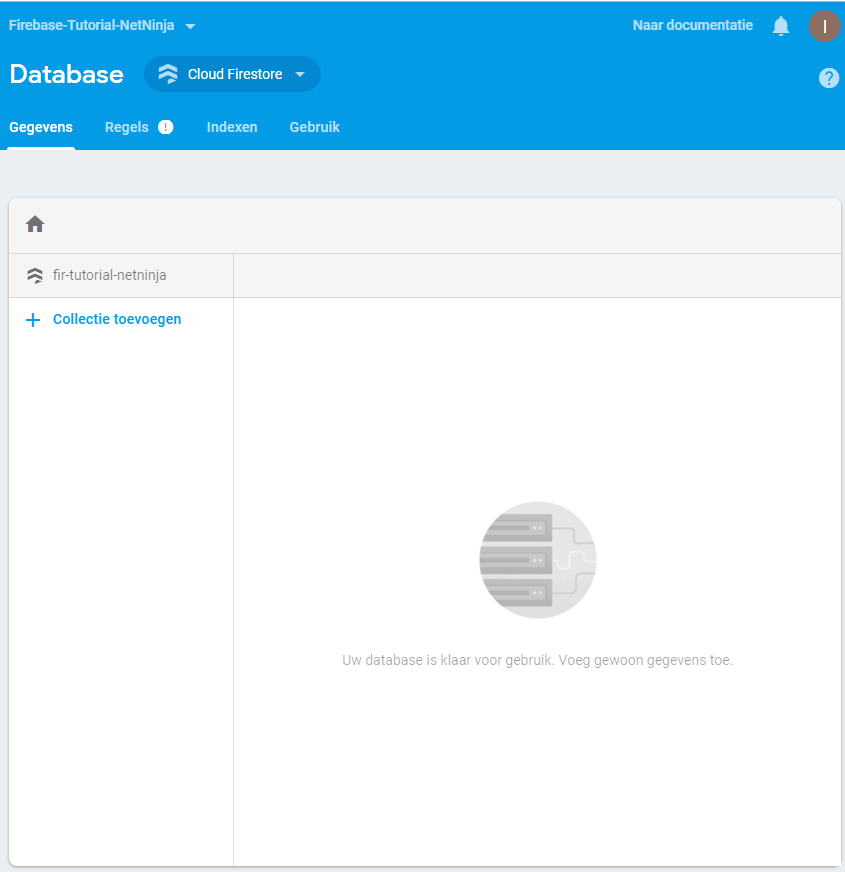 Firebase-Tutorial-NetNinja
Naar documentatie
I
Database
Cloud Firestore
?
Gegevens
Regels !
Indexen
Gebruik
fir-tutorial-netninja
Collectie toevoegen
Uw database is klaar voor gebruik. Voeg gewoon gegevens toe.